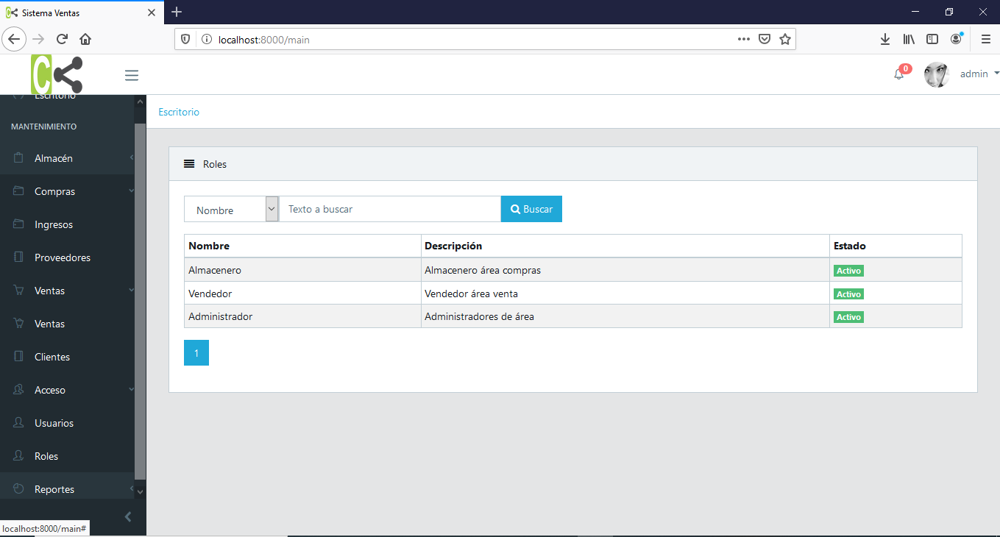 Sistema Ventas
localhost:8000/main
0
admin
Escritorio
MANTENIMIENTO
Almacén
Compras
Ingresos
Proveedores
Ventas
Ventas
Clientes
Acceso
Usuarios
Roles
Reportes
localhost:8000/main#
Escritorio
Roles
Nombre Texto a buscar Buscar
Nombre Descripción Estado
Almacenero Almacenero área compras Activo
Vendedor Vendedor área venta Activo
Administrador Administradores de área Activo
1